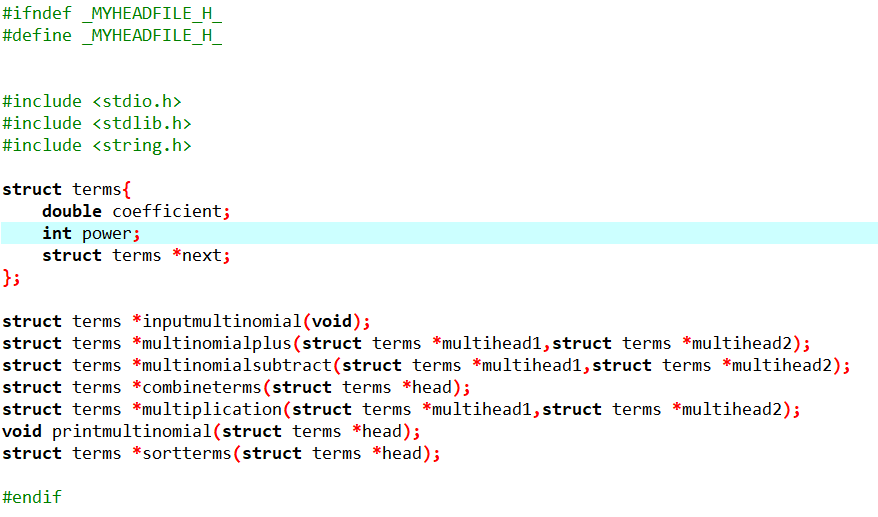 #ifndef _MYHEADFILE_H_
#define _MYHEADFILE_H_
#include <stdio.h>
#include <stdlib.h>
#include <string.h>
struct terms{
    double coefficient;
    int power;
    struct terms *next;
};
struct terms *inputmultinomial(void);
struct terms *multinomialplus(struct terms *multihead1,struct terms *multihead2);
struct terms *multinomialsubtract(struct terms *multihead1,struct terms *multihead2);
struct terms *combineterms(struct terms *head);
struct terms *multiplication(struct terms *multihead1,struct terms *multihead2);
void printmultinomial(struct terms *head);
struct terms *sortterms(struct terms *head);
#endif